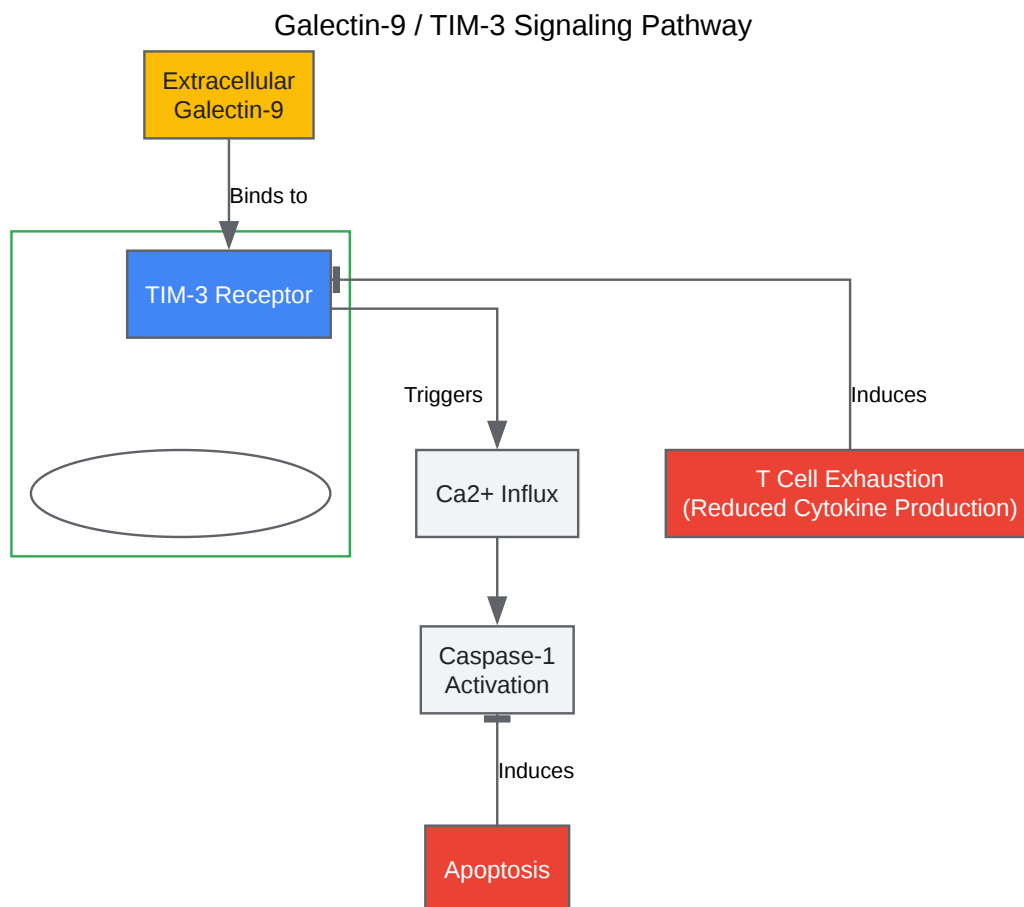 Galectin-9 / TIM-3 Signaling Pathway
Extracellular
Galectin-9
Binds to
TIM-3 Receptor
Triggers
Induces
Ca2+ Influx
T Cell Exhaustion
(Reduced Cytokine Production)
Caspase-1
Activation
Induces
Apoptosis